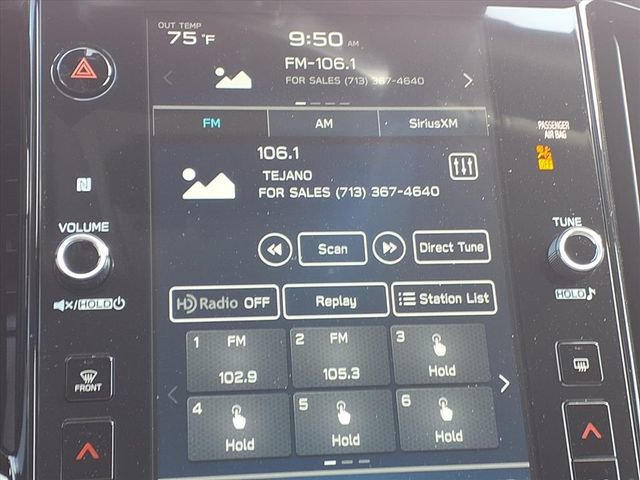 OUT TEMP
75 °F
9:50 AM
FM-106.1
FOR SALES (713) 367-4640
FM AM SiriusXM
106.1
TEJANO
FOR SALES (713) 367-4640
PASSENGER
AIR BAG
OFF
N
VOLUME
TUNE
Scan Direct Tune
HOLD
HOLD
HD Radio OFF Replay Station List
1 FM 2 FM 3
102.9 105.3 Hold
FRONT
4 5 6
Hold Hold Hold